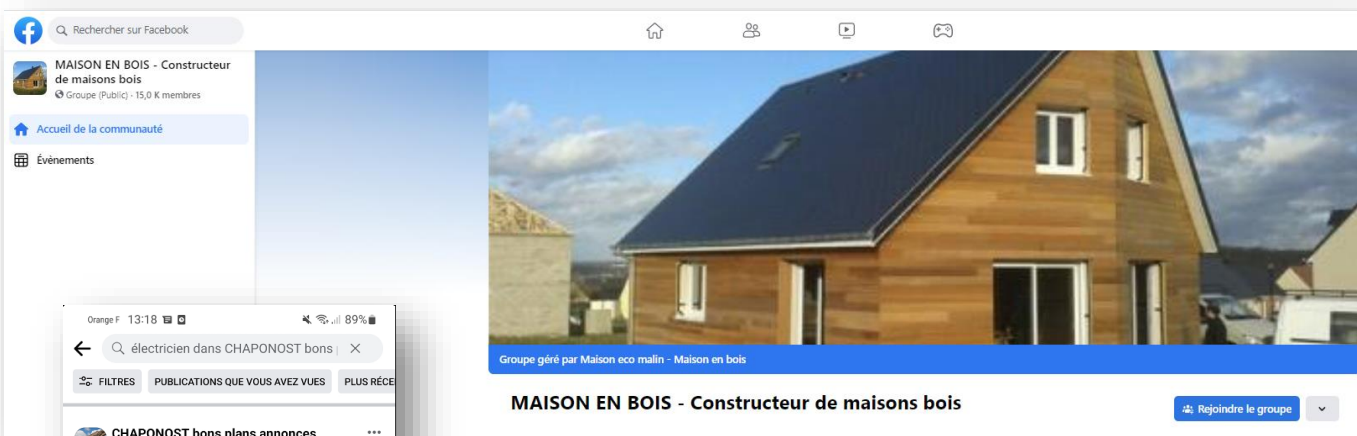 Rechercher sur Facebook
MAISON EN BOIS - Constructeur
de maisons bois
Groupe (Public) · 15,0 K membres
Accueil de la communauté
Évènements
Groupe géré par Maison eco malin - Maison en bois
MAISON EN BOIS - Constructeur de maisons bois
Rejoindre le groupe
Orange F 13:18 89%
électricien dans CHAPONOST bons
FILTRES PUBLICATIONS QUE VOUS AVEZ VUES PLUS RÉCE
CHAPONOST bons plans annonces